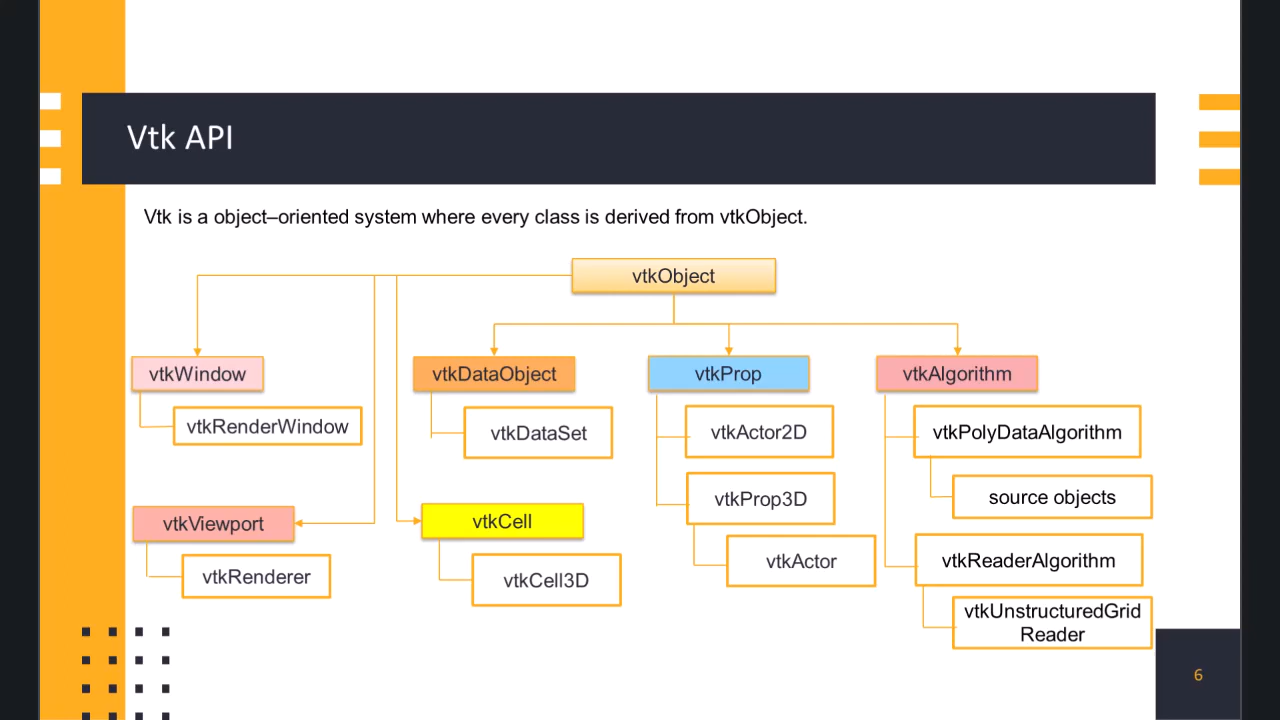 Vtk API
Vtk is a object–oriented system where every class is derived from vtkObject.
vtkObject
vtkWindow
vtkRenderWindow
vtkViewport
vtkRenderer
vtkDataObject
vtkDataSet
vtkCell
vtkCell3D
vtkProp
vtkActor2D
vtkProp3D
vtkActor
vtkAlgorithm
vtkPolyDataAlgorithm
source objects
vtkReaderAlgorithm
vtkUnstructuredGrid
Reader
6